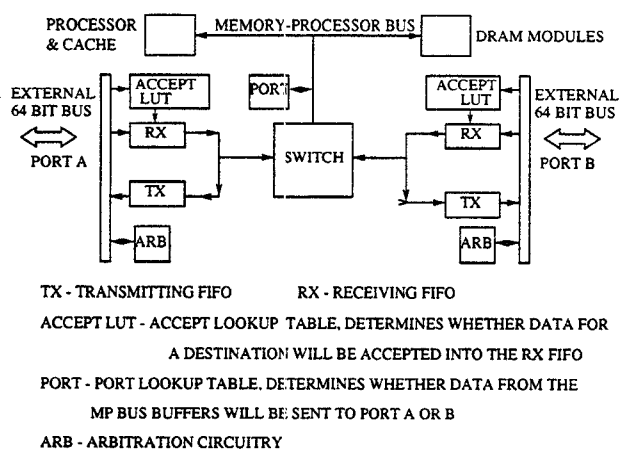 PROCESSOR
& CACHE
MEMORY-PROCESSOR BUS
DRAM MODULES
EXTERNAL
64 BIT BUS
PORT A
ACCEPT
LUT
RX
TX
ARB
PORT
SWITCH
ACCEPT
LUT
RX
TX
ARB
EXTERNAL
64 BIT BUS
PORT B
TX - TRANSMITTING FIFO RX - RECEIVING FIFO
ACCEPT LUT - ACCEPT LOOKUP TABLE, DETERMINES WHETHER DATA FOR
A DESTINATION WILL BE ACCEPTED INTO THE RX FIFO
PORT - PORT LOOKUP TABLE, DETERMINES WHETHER DATA FROM THE
MP BUS BUFFERS WILL BE SENT TO PORT A OR B
ARB - ARBITRATION CIRCUITRY